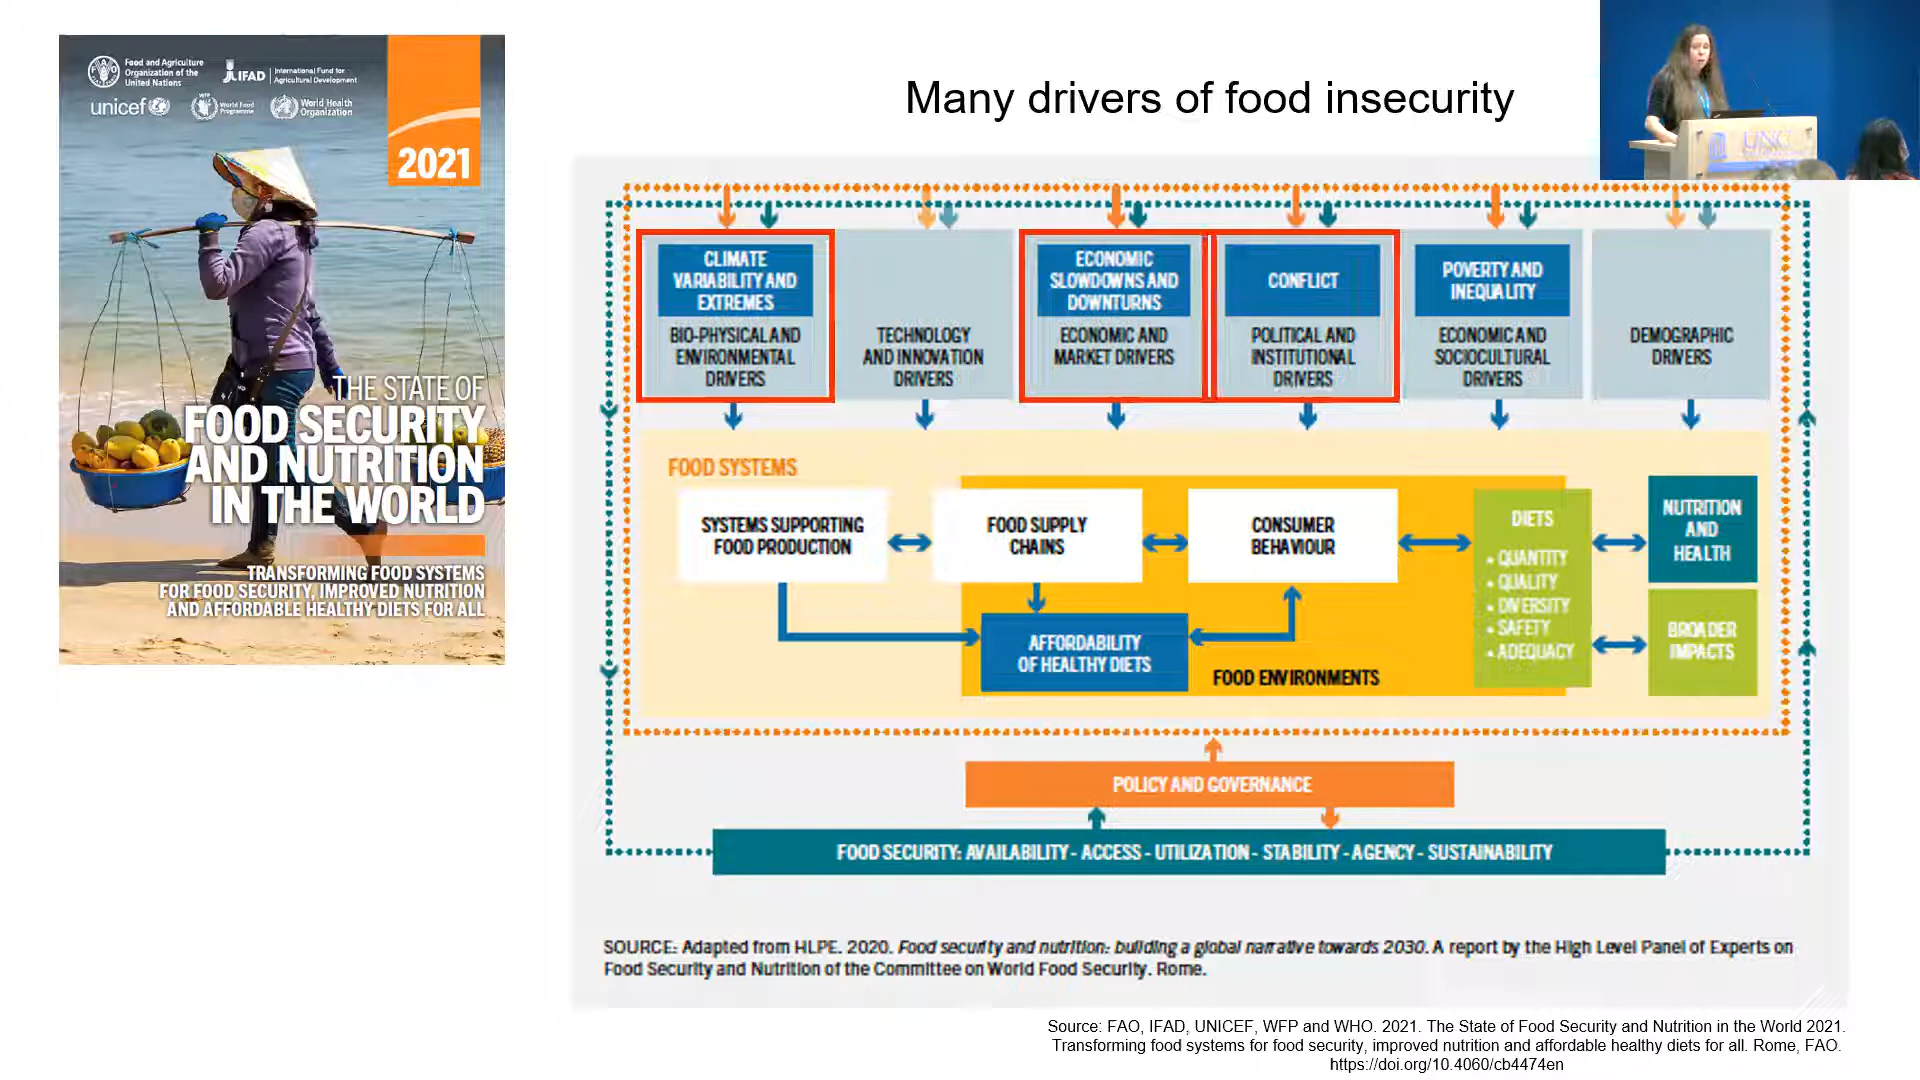 Many drivers of food insecurity
Food and Agriculture
Organization of the
United Nations
FAO
IFAD
International Fund for
Agricultural Development
unicef
WFP
World Food
Programme
World Health
Organization
2021
THE STATE OF
FOOD SECURITY
AND NUTRITION
IN THE WORLD
TRANSFORMING FOOD SYSTEMS
FOR FOOD SECURITY, IMPROVED NUTRITION
AND AFFORDABLE HEALTHY DIETS FOR ALL
UNC
CLIMATE
VARIABILITY AND
EXTREMES
BIO-PHYSICAL AND
ENVIRONMENTAL
DRIVERS
TECHNOLOGY
AND INNOVATION
DRIVERS
ECONOMIC
SLOWDOWNS AND
DOWNTURNS
ECONOMIC AND
MARKET DRIVERS
CONFLICT
POLITICAL AND
INSTITUTIONAL
DRIVERS
POVERTY AND
INEQUALITY
ECONOMIC AND
SOCIOCULTURAL
DRIVERS
DEMOGRAPHIC
DRIVERS
FOOD SYSTEMS
SYSTEMS SUPPORTING
FOOD PRODUCTION
FOOD SUPPLY
CHAINS
CONSUMER
BEHAVIOUR
DIETS
• QUANTITY
• QUALITY
• DIVERSITY
• SAFETY
• ADEQUACY
NUTRITION
AND
HEALTH
BROADER
IMPACTS
AFFORDABILITY
OF HEALTHY DIETS
FOOD ENVIRONMENTS
POLICY AND GOVERNANCE
FOOD SECURITY: AVAILABILITY - ACCESS - UTILIZATION - STABILITY - AGENCY - SUSTAINABILITY
SOURCE: Adapted from HLPE. 2020. Food security and nutrition: building a global narrative towards 2030. A report by the High Level Panel of Experts on
Food Security and Nutrition of the Committee on World Food Security. Rome.
Source: FAO, IFAD, UNICEF, WFP and WHO. 2021. The State of Food Security and Nutrition in the World 2021.
Transforming food systems for food security, improved nutrition and affordable healthy diets for all. Rome, FAO.
https://doi.org/10.4060/cb4474en